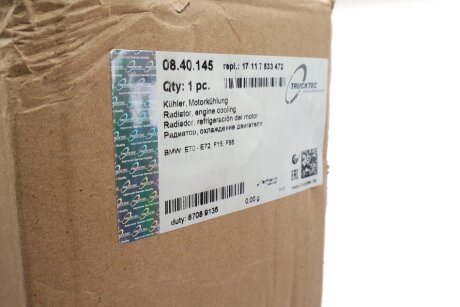 08.40.145 repl.: 17 11 7 533 472
Qty: 1 pc.
TRUCKTEC
AUTOMOTIVE
Kühler, Motorkühlung
Radiator, engine cooling
Radiador, refrigeración del motor
Радиатор, охлаждение двигателя
BMW: E70 - E72, F15, F85
duty: 8708 9135 0,00 g